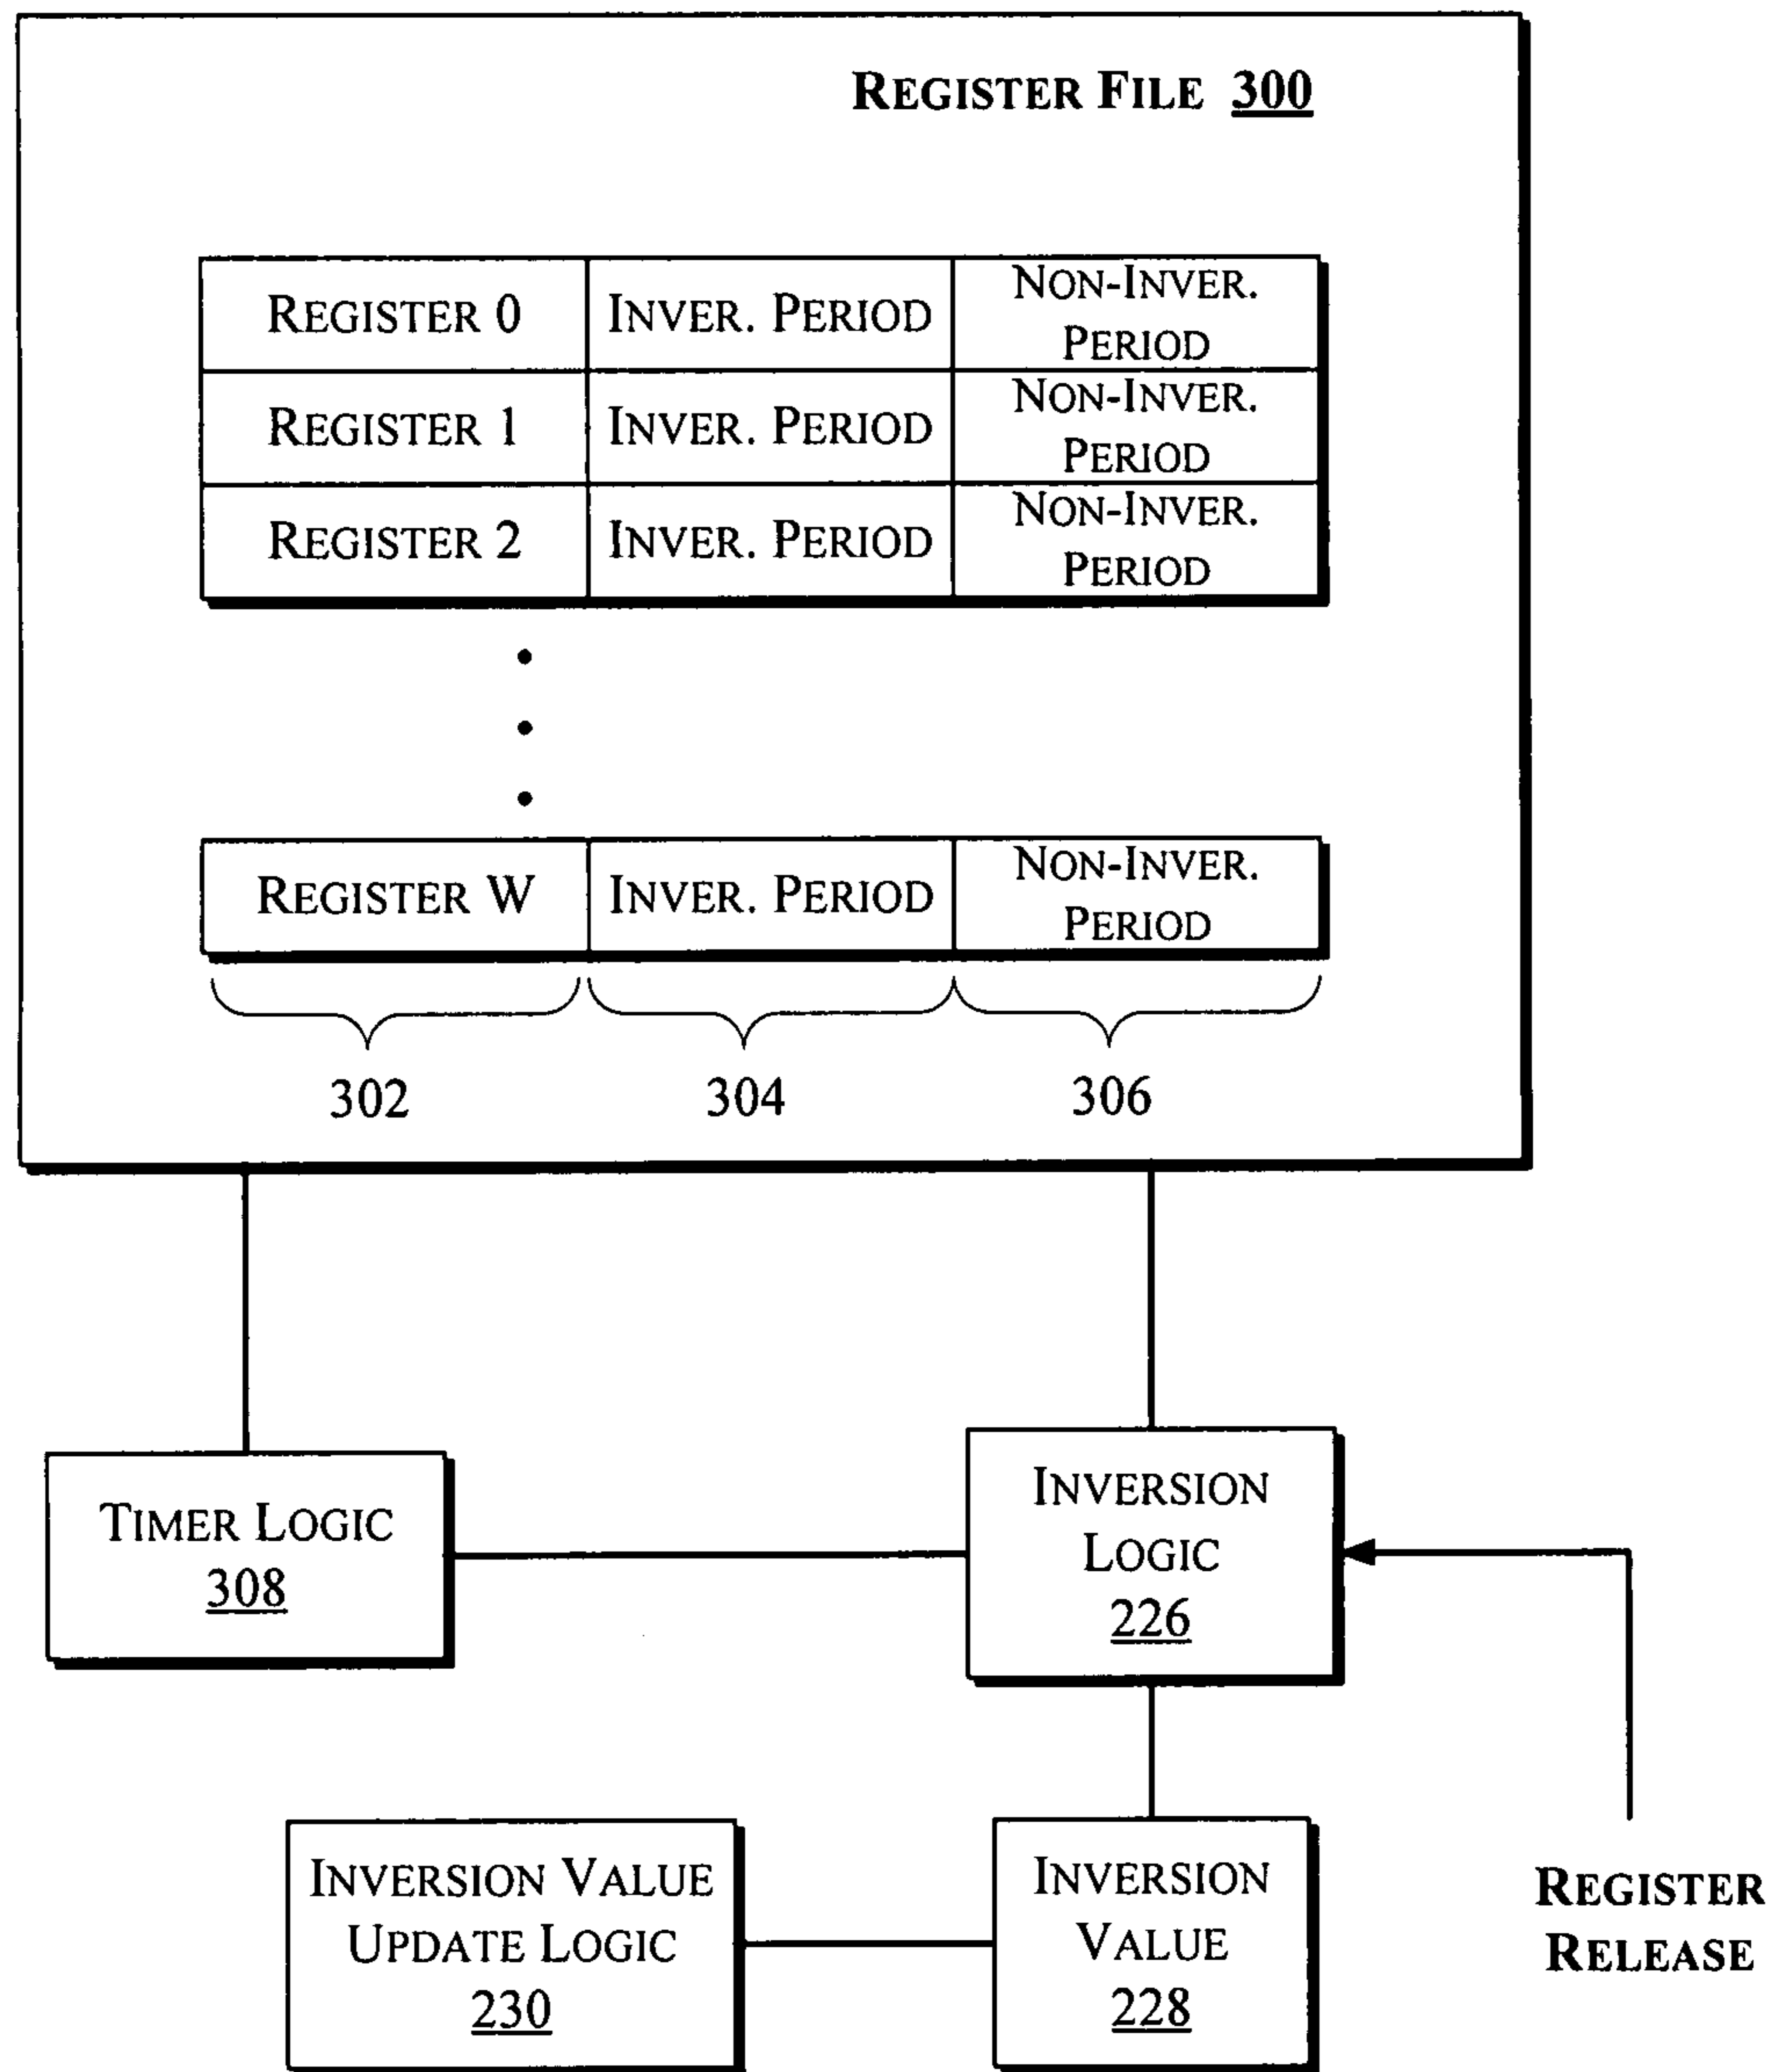 REGISTER FILE 300
REGISTER 0 INVER. PERIOD NON-INVER. PERIOD
REGISTER 1 INVER. PERIOD NON-INVER. PERIOD
REGISTER 2 INVER. PERIOD NON-INVER. PERIOD
REGISTER W INVER. PERIOD NON-INVER. PERIOD
302 304 306
TIMER LOGIC
308
INVERSION
LOGIC
226
INVERSION VALUE
UPDATE LOGIC
230
INVERSION
VALUE
228
REGISTER
RELEASE